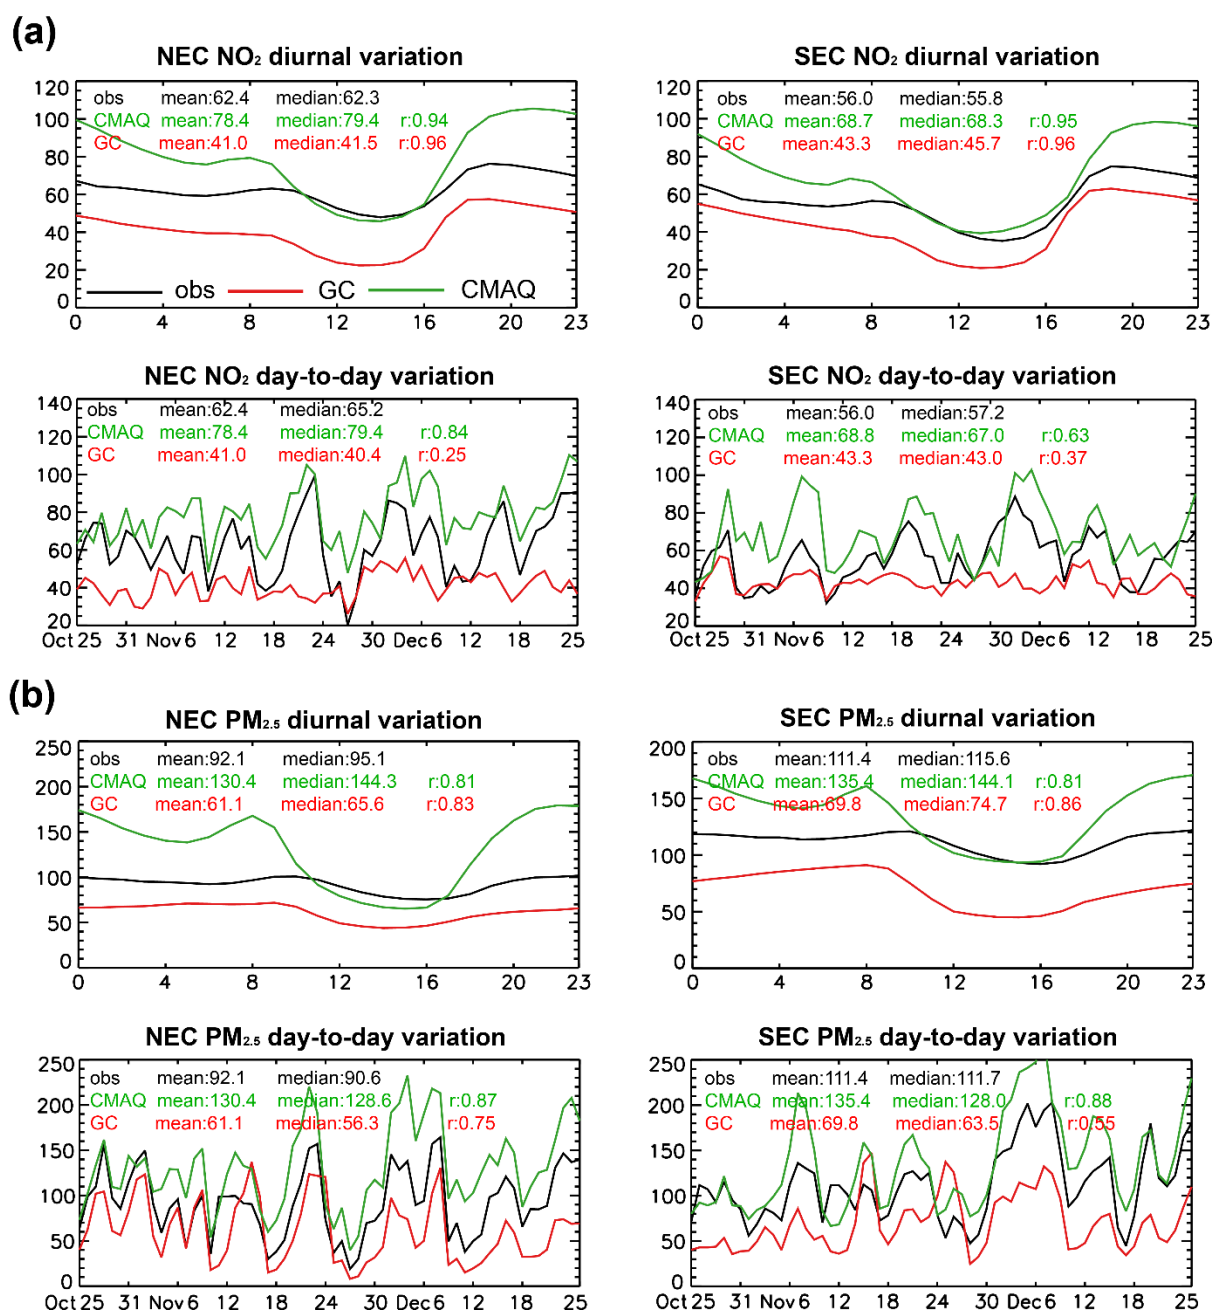 (a)
NEC NO₂ diurnal variation
120
100
80
60
40
20
0
obs mean:62.4 median:62.3
CMAQ mean:78.4 median:79.4 r:0.94
GC mean:41.0 median:41.5 r:0.96
obs GC CMAQ
0 4 8 12 16 20 23
SEC NO₂ diurnal variation
120
100
80
60
40
20
0
obs mean:56.0 median:55.8
CMAQ mean:68.7 median:68.3 r:0.95
GC mean:43.3 median:45.7 r:0.96
0 4 8 12 16 20 23
NEC NO₂ day-to-day variation
140
120
100
80
60
40
20
obs mean:62.4 median:65.2
CMAQ mean:78.4 median:79.4 r:0.84
GC mean:41.0 median:40.4 r:0.25
Oct 25 31 Nov 6 12 18 24 30 Dec 6 12 18 25
SEC NO₂ day-to-day variation
140
120
100
80
60
40
20
obs mean:56.0 median:57.2
CMAQ mean:68.8 median:67.0 r:0.63
GC mean:43.3 median:43.0 r:0.37
Oct 25 31 Nov 6 12 18 24 30 Dec 6 12 18 25
(b)
NEC PM₂.₅ diurnal variation
250
200
150
100
50
0
obs mean:92.1 median:95.1
CMAQ mean:130.4 median:144.3 r:0.81
GC mean:61.1 median:65.6 r:0.83
0 4 8 12 16 20 23
SEC PM₂.₅ diurnal variation
200
150
100
50
0
obs mean:111.4 median:115.6
CMAQ mean:135.4 median:144.1 r:0.81
GC mean:69.8 median:74.7 r:0.86
0 4 8 12 16 20 23
NEC PM₂.₅ day-to-day variation
250
200
150
100
50
0
obs mean:92.1 median:90.6
CMAQ mean:130.4 median:128.6 r:0.87
GC mean:61.1 median:56.3 r:0.75
Oct 25 31 Nov 6 12 18 24 30 Dec 6 12 18 25
SEC PM₂.₅ day-to-day variation
250
200
150
100
50
0
obs mean:111.4 median:111.7
CMAQ mean:135.4 median:128.0 r:0.88
GC mean:69.8 median:63.5 r:0.55
Oct 25 31 Nov 6 12 18 24 30 Dec 6 12 18 25